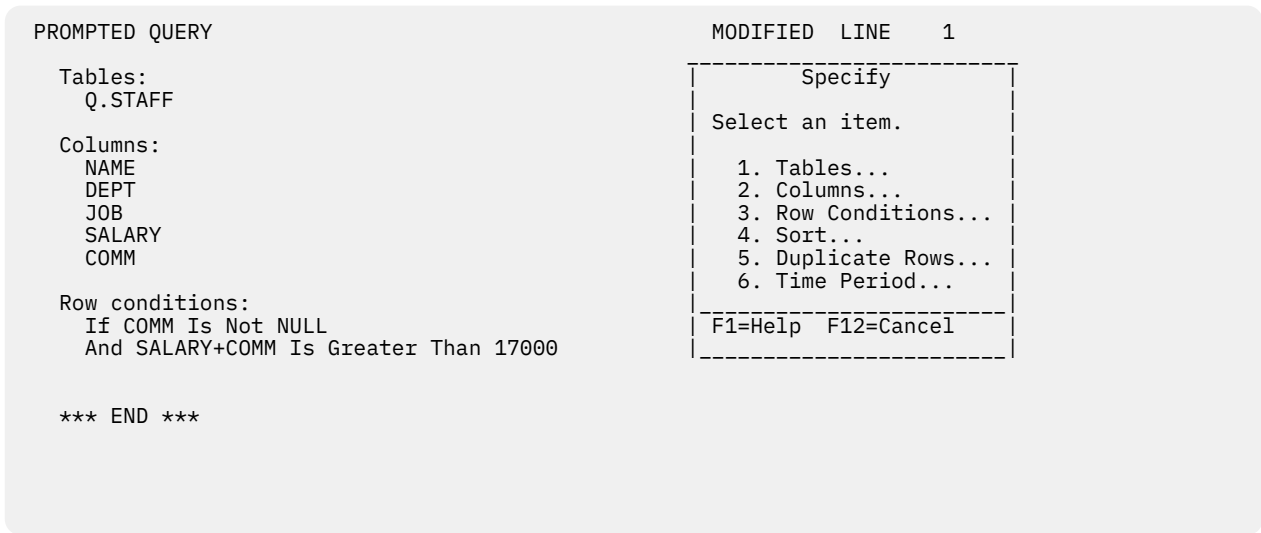 PROMPTED QUERY MODIFIED LINE 1
Tables:
Q.STAFF
Columns:
NAME
DEPT
JOB
SALARY
COMM
Row conditions:
If COMM Is Not NULL
And SALARY+COMM Is Greater Than 17000
*** END ***
Specify
Select an item.
1. Tables...
2. Columns...
3. Row Conditions...
4. Sort...
5. Duplicate Rows...
6. Time Period...
F1=Help F12=Cancel